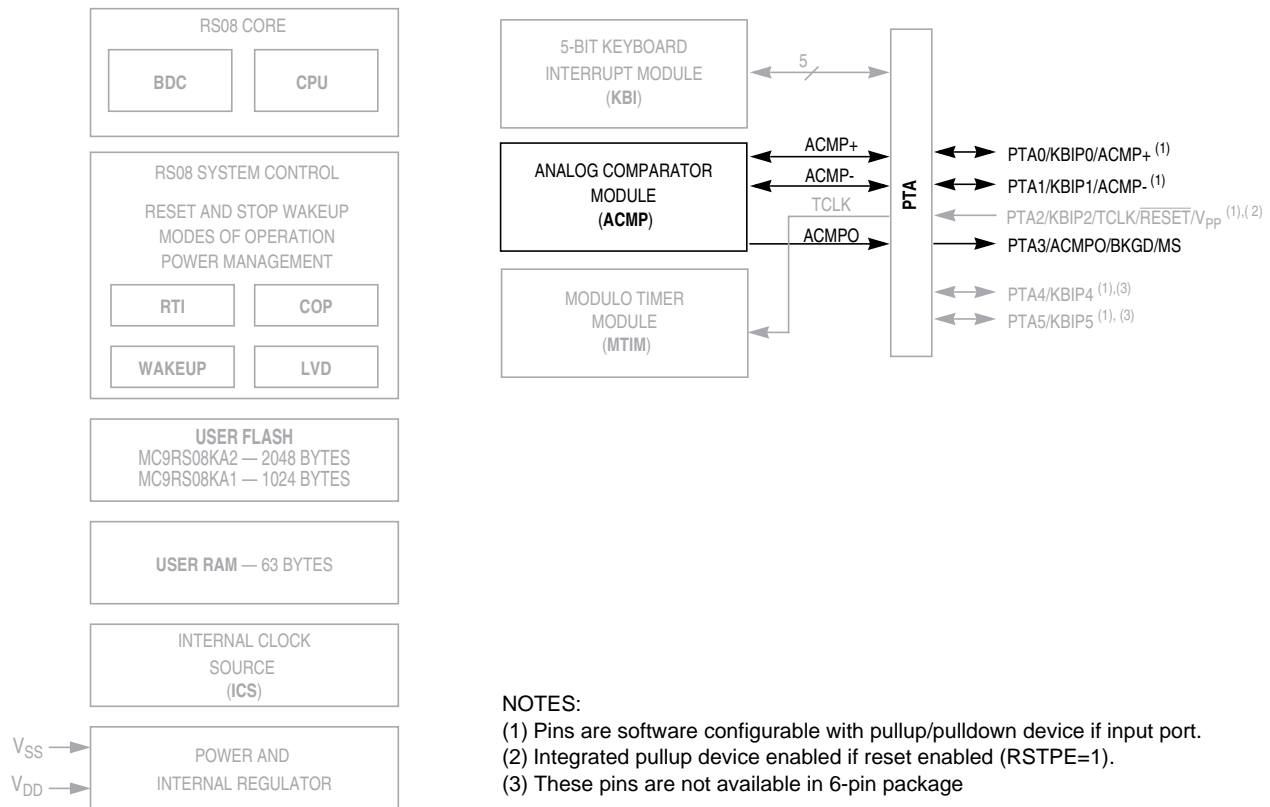 RS08 CORE
BDC
CPU
RS08 SYSTEM CONTROL
RESET AND STOP WAKEUP
MODES OF OPERATION
POWER MANAGEMENT
RTI
COP
WAKEUP
LVD
USER FLASH
MC9RS08KA2 — 2048 BYTES
MC9RS08KA1 — 1024 BYTES
USER RAM — 63 BYTES
INTERNAL CLOCK
SOURCE
(ICS)
VSS
VDD
POWER AND
INTERNAL REGULATOR
5-BIT KEYBOARD
INTERRUPT MODULE
(KBI)
5
ANALOG COMPARATOR
MODULE
(ACMP)
ACMP+
ACMP-
TCLK
ACMPO
MODULO TIMER
MODULE
(MTIM)
PTA
PTA0/KBIP0/ACMP+ (1)
PTA1/KBIP1/ACMP- (1)
PTA2/KBIP2/TCLK/RESET/VPP (1),( 2)
PTA3/ACMPO/BKGD/MS
PTA4/KBIP4 (1),(3)
PTA5/KBIP5 (1), (3)
NOTES:
(1) Pins are software configurable with pullup/pulldown device if input port.
(2) Integrated pullup device enabled if reset enabled (RSTPE=1).
(3) These pins are not available in 6-pin package